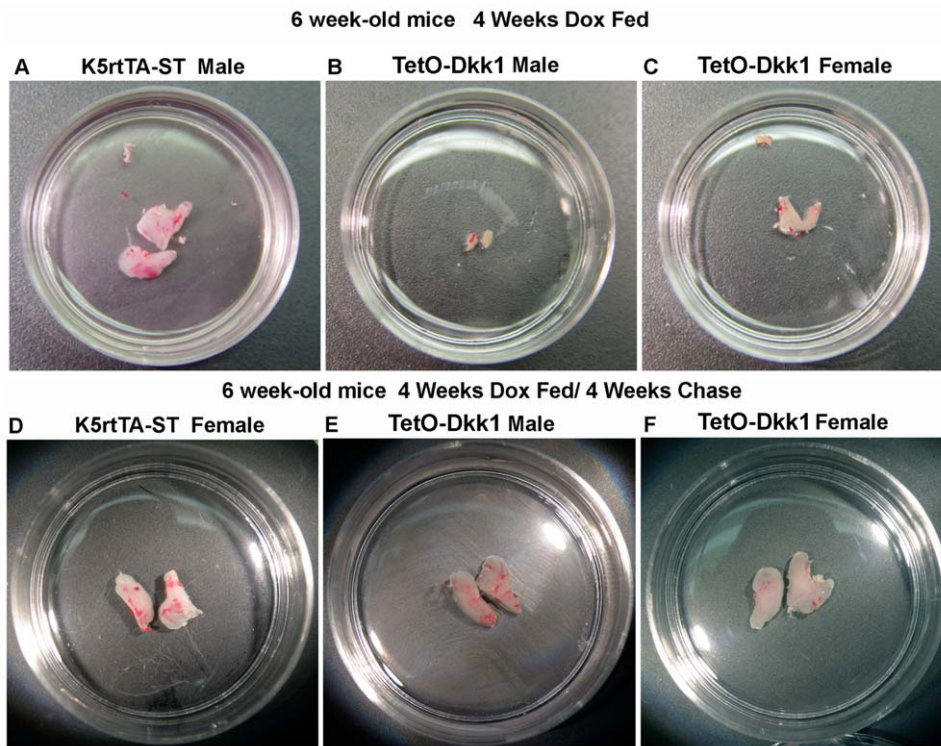 6 week-old mice 4 Weeks Dox Fed
A K5rtTA-ST Male
B TetO-Dkk1 Male
C TetO-Dkk1 Female
6 week-old mice 4 Weeks Dox Fed/ 4 Weeks Chase
D K5rtTA-ST Female
E TetO-Dkk1 Male
F TetO-Dkk1 Female